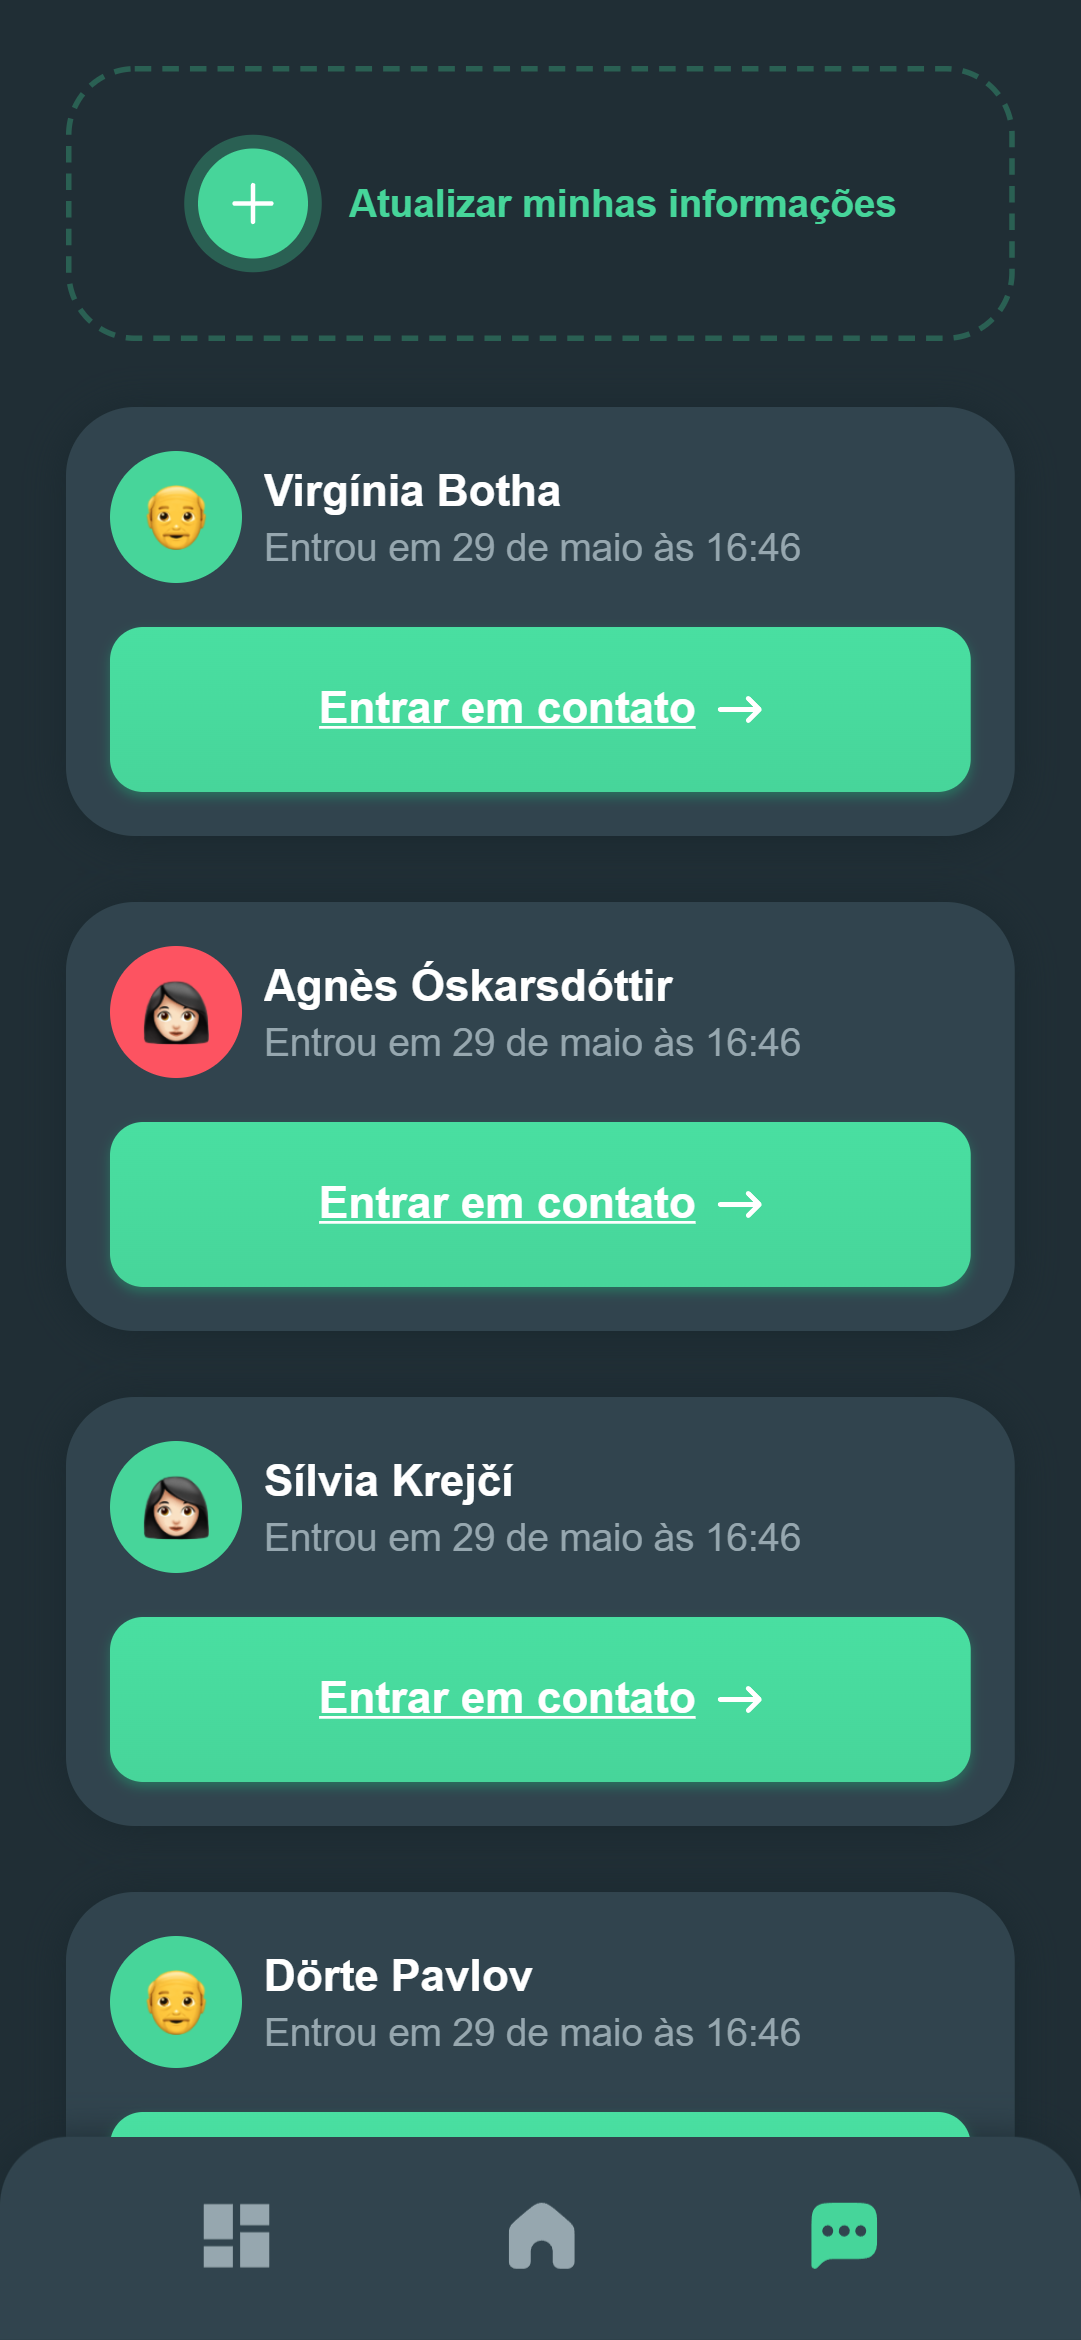 Atualizar minhas informações
Virgínia Botha
Entrou em 29 de maio às 16:46
Entrar em contato
Agnès Óskarsdóttir
Entrou em 29 de maio às 16:46
Entrar em contato
Sílvia Krejčí
Entrou em 29 de maio às 16:46
Entrar em contato
Dörte Pavlov
Entrou em 29 de maio às 16:46